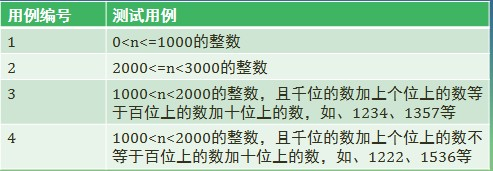 用例编号 测试用例
1 0<n<=1000的整数
2 2000<=n<3000的整数
3 1000<n<2000的整数，且千位的数加上个位上的数等
于百位上的数加十位上的数，如、1234、1357等
4 1000<n<2000的整数，且千位的数加上个位上的数不
等于百位上的数加十位上的数，如、1222、1536等